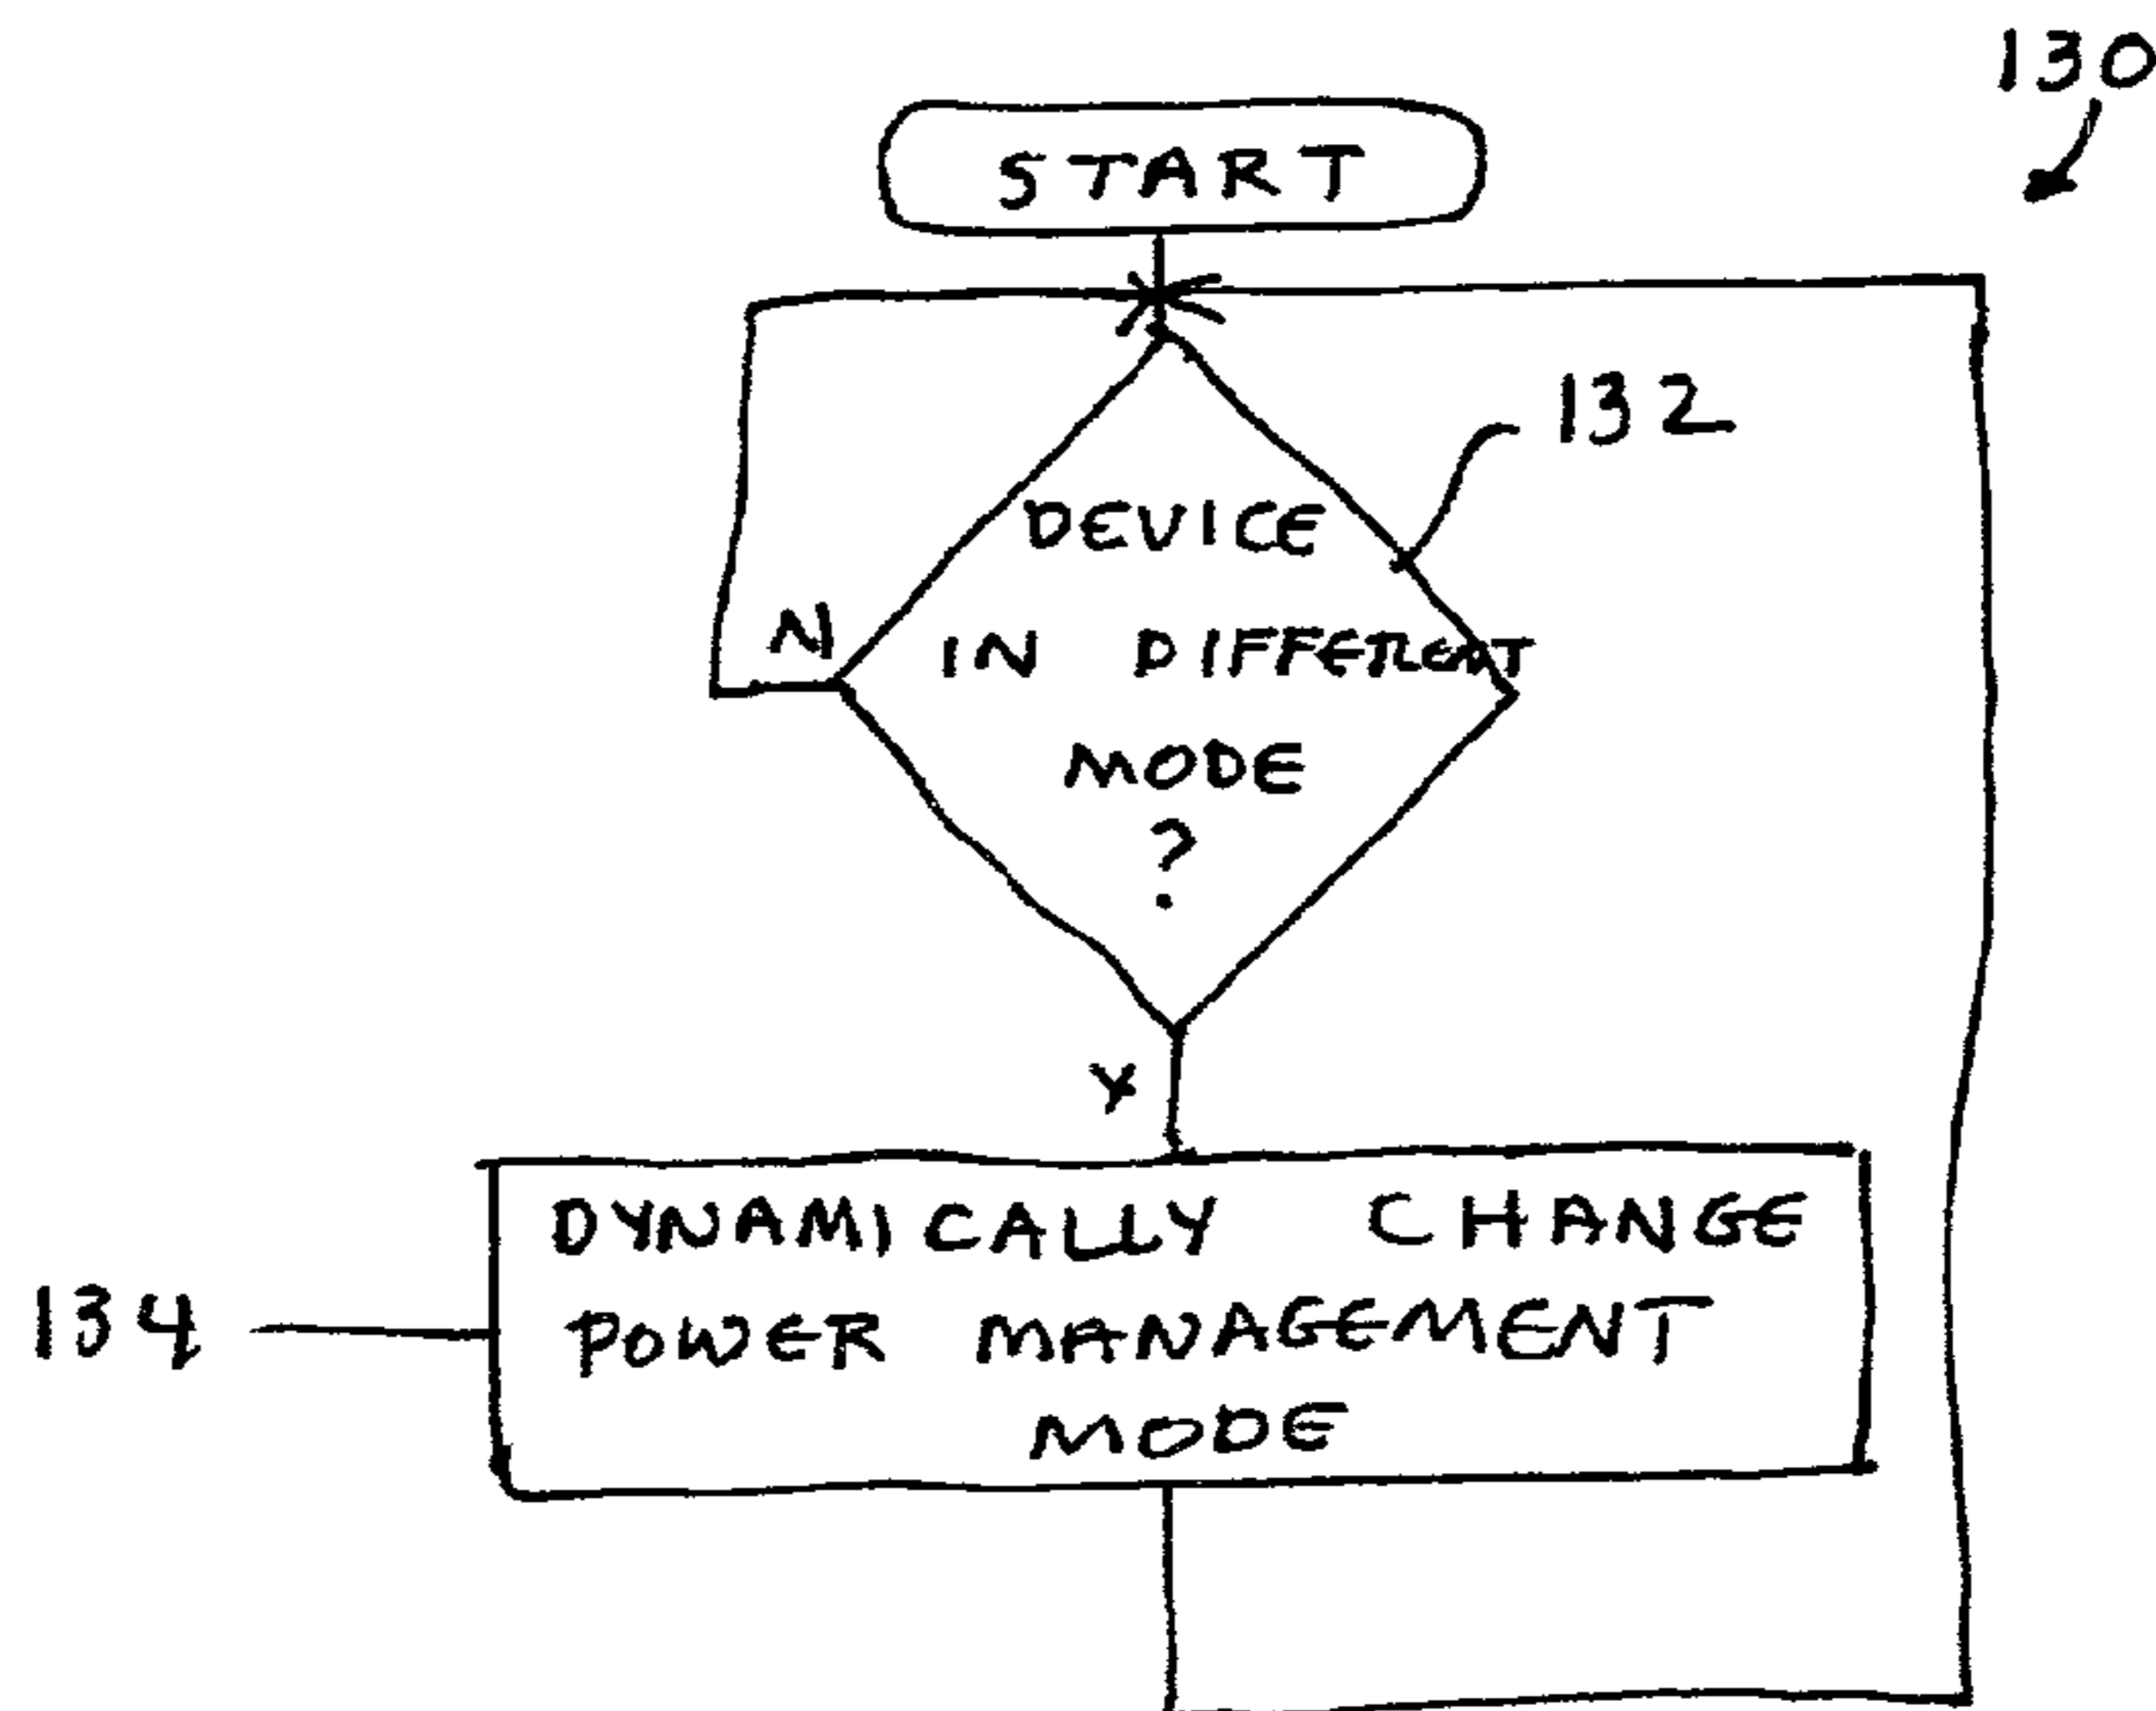 130
START
132
DEVICE
IN DIFFERENT
N
MODE
?
Y
DYNAMICALLY CHANGE
134
POWER MANAGEMENT
MODE